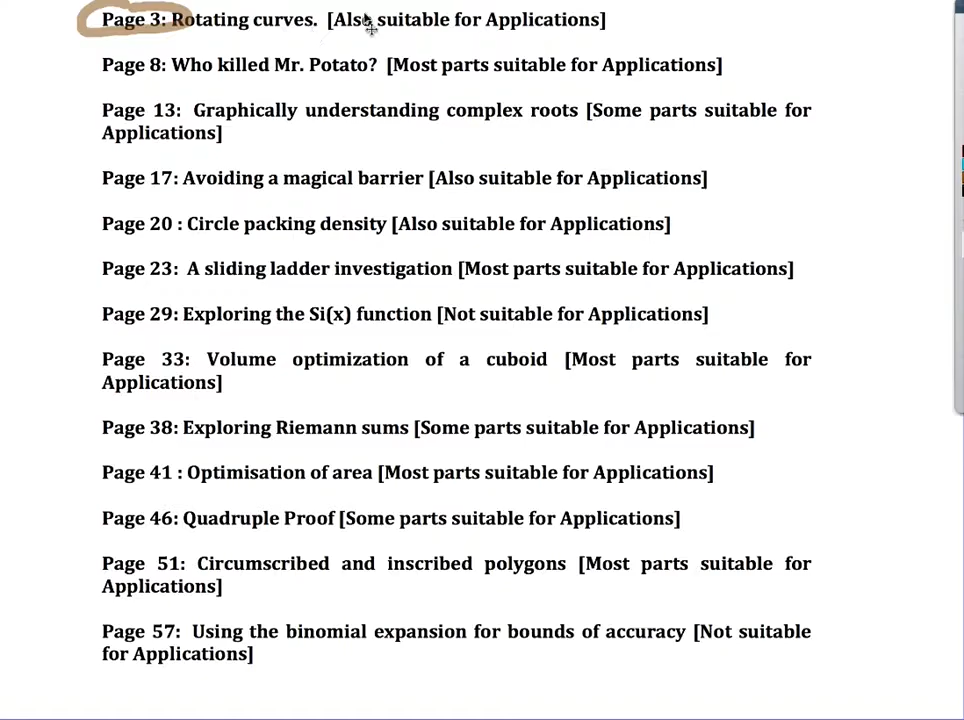 Page 3: Rotating curves. [Also suitable for Applications]
Page 8: Who killed Mr. Potato? [Most parts suitable for Applications]
Page 13: Graphically understanding complex roots [Some parts suitable for
Applications]
Page 17: Avoiding a magical barrier [Also suitable for Applications]
Page 20 : Circle packing density [Also suitable for Applications]
Page 23: A sliding ladder investigation [Most parts suitable for Applications]
Page 29: Exploring the Si(x) function [Not suitable for Applications]
Page 33: Volume optimization of a cuboid [Most parts suitable for
Applications]
Page 38: Exploring Riemann sums [Some parts suitable for Applications]
Page 41 : Optimisation of area [Most parts suitable for Applications]
Page 46: Quadruple Proof [Some parts suitable for Applications]
Page 51: Circumscribed and inscribed polygons [Most parts suitable for
Applications]
Page 57: Using the binomial expansion for bounds of accuracy [Not suitable
for Applications]